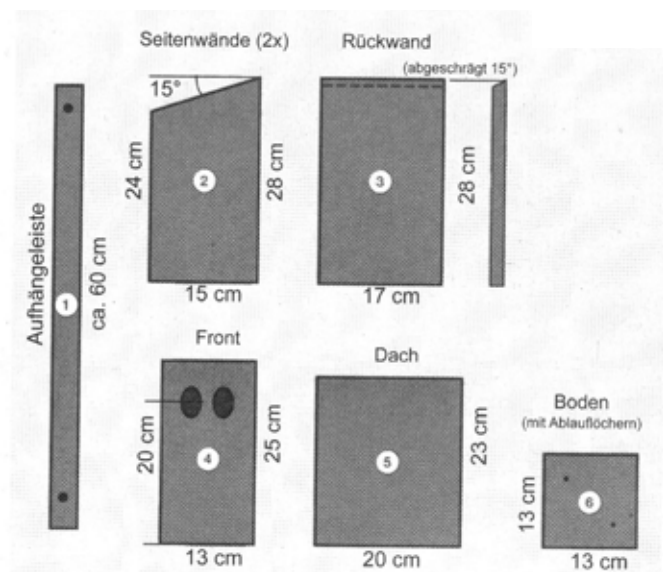 Seitenwände (2x)
15°
24 cm
2
28 cm
15 cm
Rückwand
(abgeschrägt 15°)
3
28 cm
17 cm
Aufhängeleiste
1
ca. 60 cm
Front
20 cm
4
25 cm
13 cm
Dach
5
23 cm
20 cm
Boden
(mit Ablauflöchern)
13 cm
6
13 cm